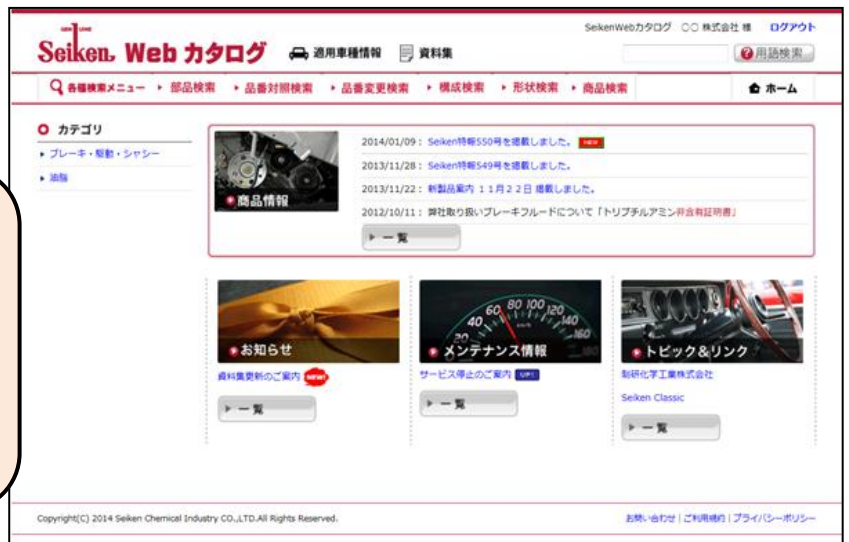 SeikenWebカタログ 〇〇 株式会社 様 ログアウト
Seiken Web カタログ 適用車種情報 資料集
用語検索
各種検索メニュー 部品検索 品番対照検索 品番変更検索 構成検索 形状検索 商品検索 ホーム
カテゴリ
ブレーキ・駆動・シャシー
油脂
商品情報
2014/01/09： Seiken特報550号を掲載しました。 NEW
2013/11/28： Seiken特報549号を掲載しました。
2013/11/22： 新製品案内 １１月２２日 掲載しました。
2012/10/11： 弊社取り扱いブレーキフルードについて「トリブチルアミン非含有証明書」
一覧
お知らせ
資料集更新のご案内 NEW!
一覧
20 40 60 80 100 120 140 160
メンテナンス情報
サービス停止のご案内 UP!
一覧
トピック&リンク
制研化学工業株式会社
Seiken Classic
一覧
Copyright(C) 2014 Seiken Chemical Industry CO.,LTD.All Rights Reserved.
お問い合わせ | ご利用規約 | プライバシーポリシー